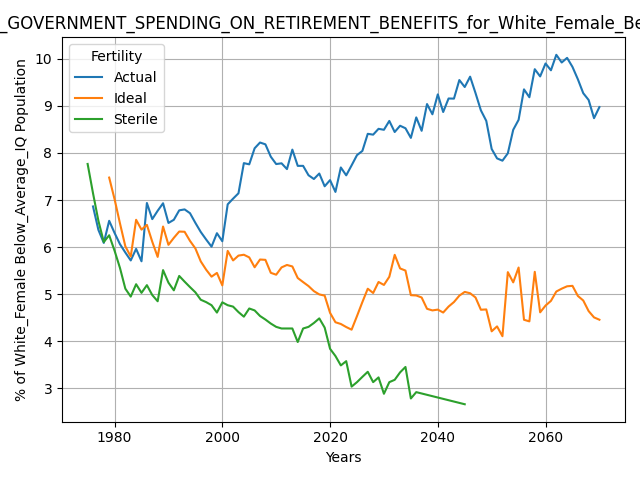 _GOVERNMENT_SPENDING_ON_RETIREMENT_BENEFITS_for_White_Female_Be
Fertility
Actual
Ideal
Sterile
% of White_Female Below_Average_IQ Population
10
9
8
7
6
5
4
3
1980 2000 2020 2040 2060
Years